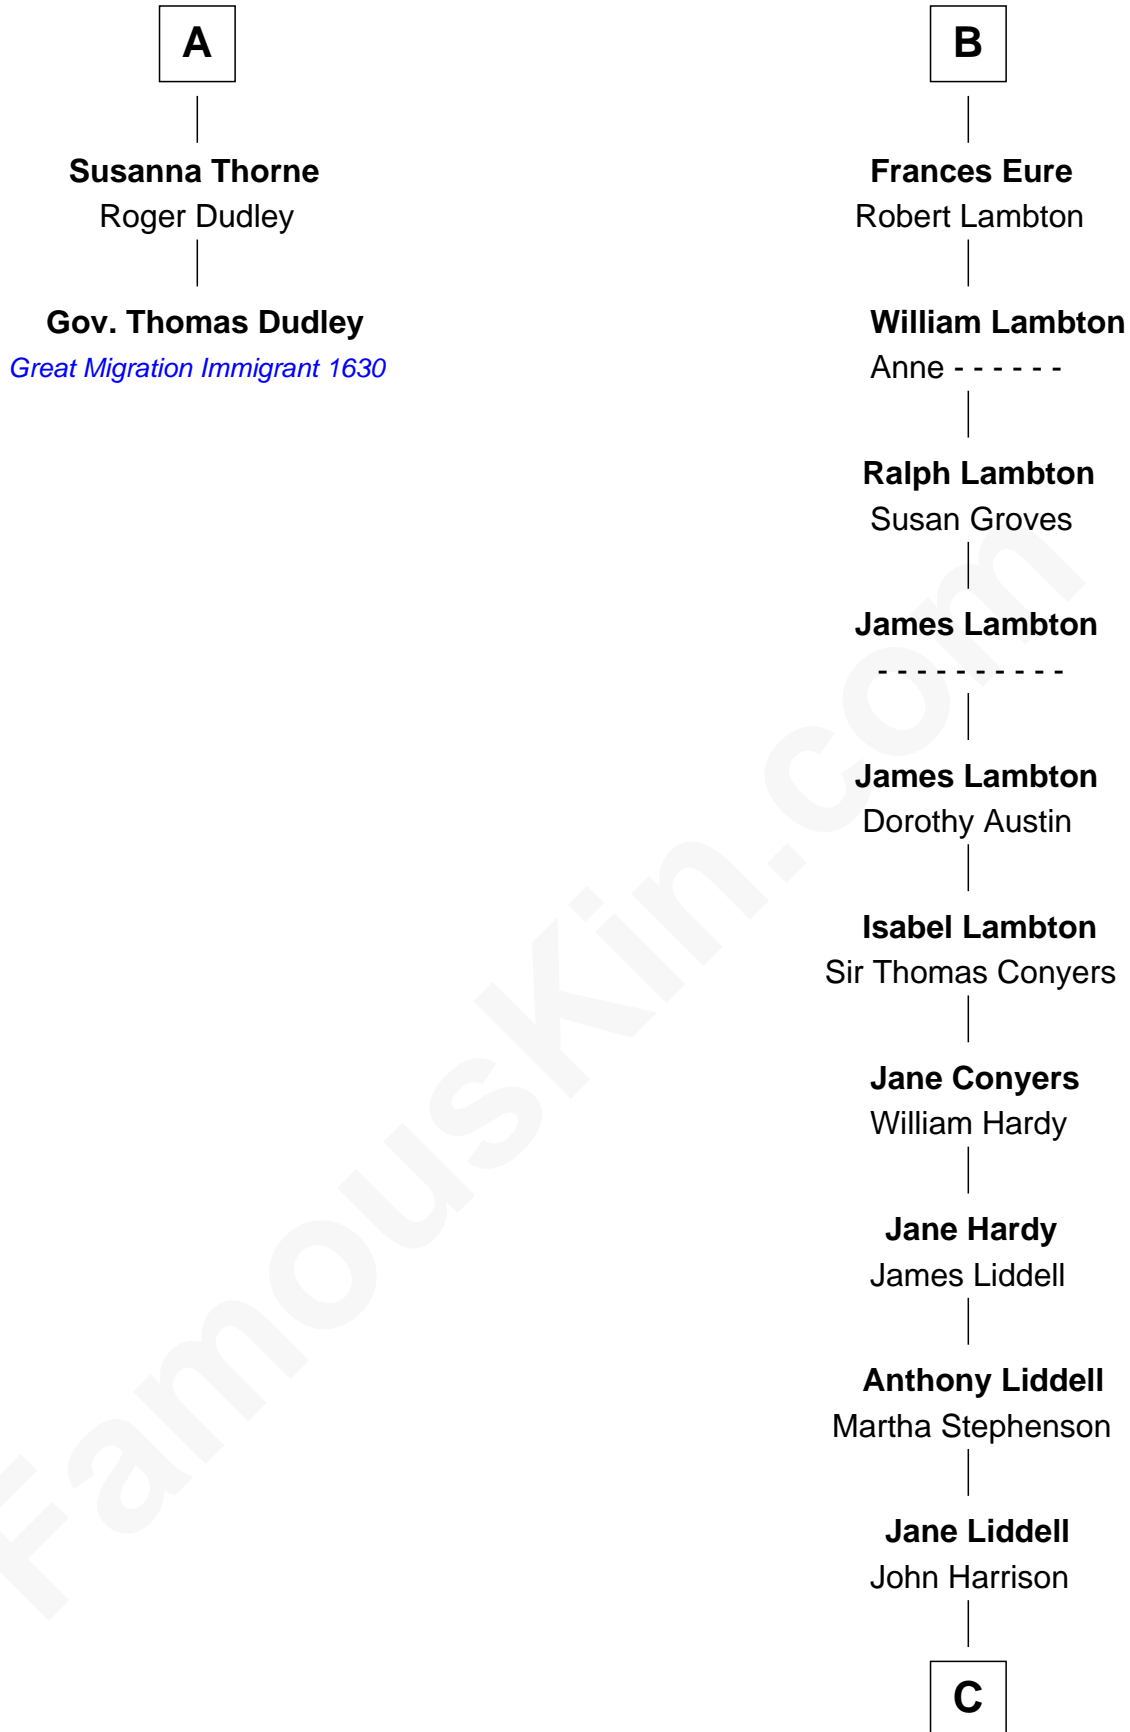 A
Susanna Thorne
Roger Dudley
Gov. Thomas Dudley
Great Migration Immigrant 1630
B
Frances Eure
Robert Lambton
William Lambton
Anne - - - - - -
Ralph Lambton
Susan Groves
James Lambton
- - - - - - - - - -
James Lambton
Dorothy Austin
Isabel Lambton
Sir Thomas Conyers
Jane Conyers
William Hardy
Jane Hardy
James Liddell
Anthony Liddell
Martha Stephenson
Jane Liddell
John Harrison
C
FamousKin.com